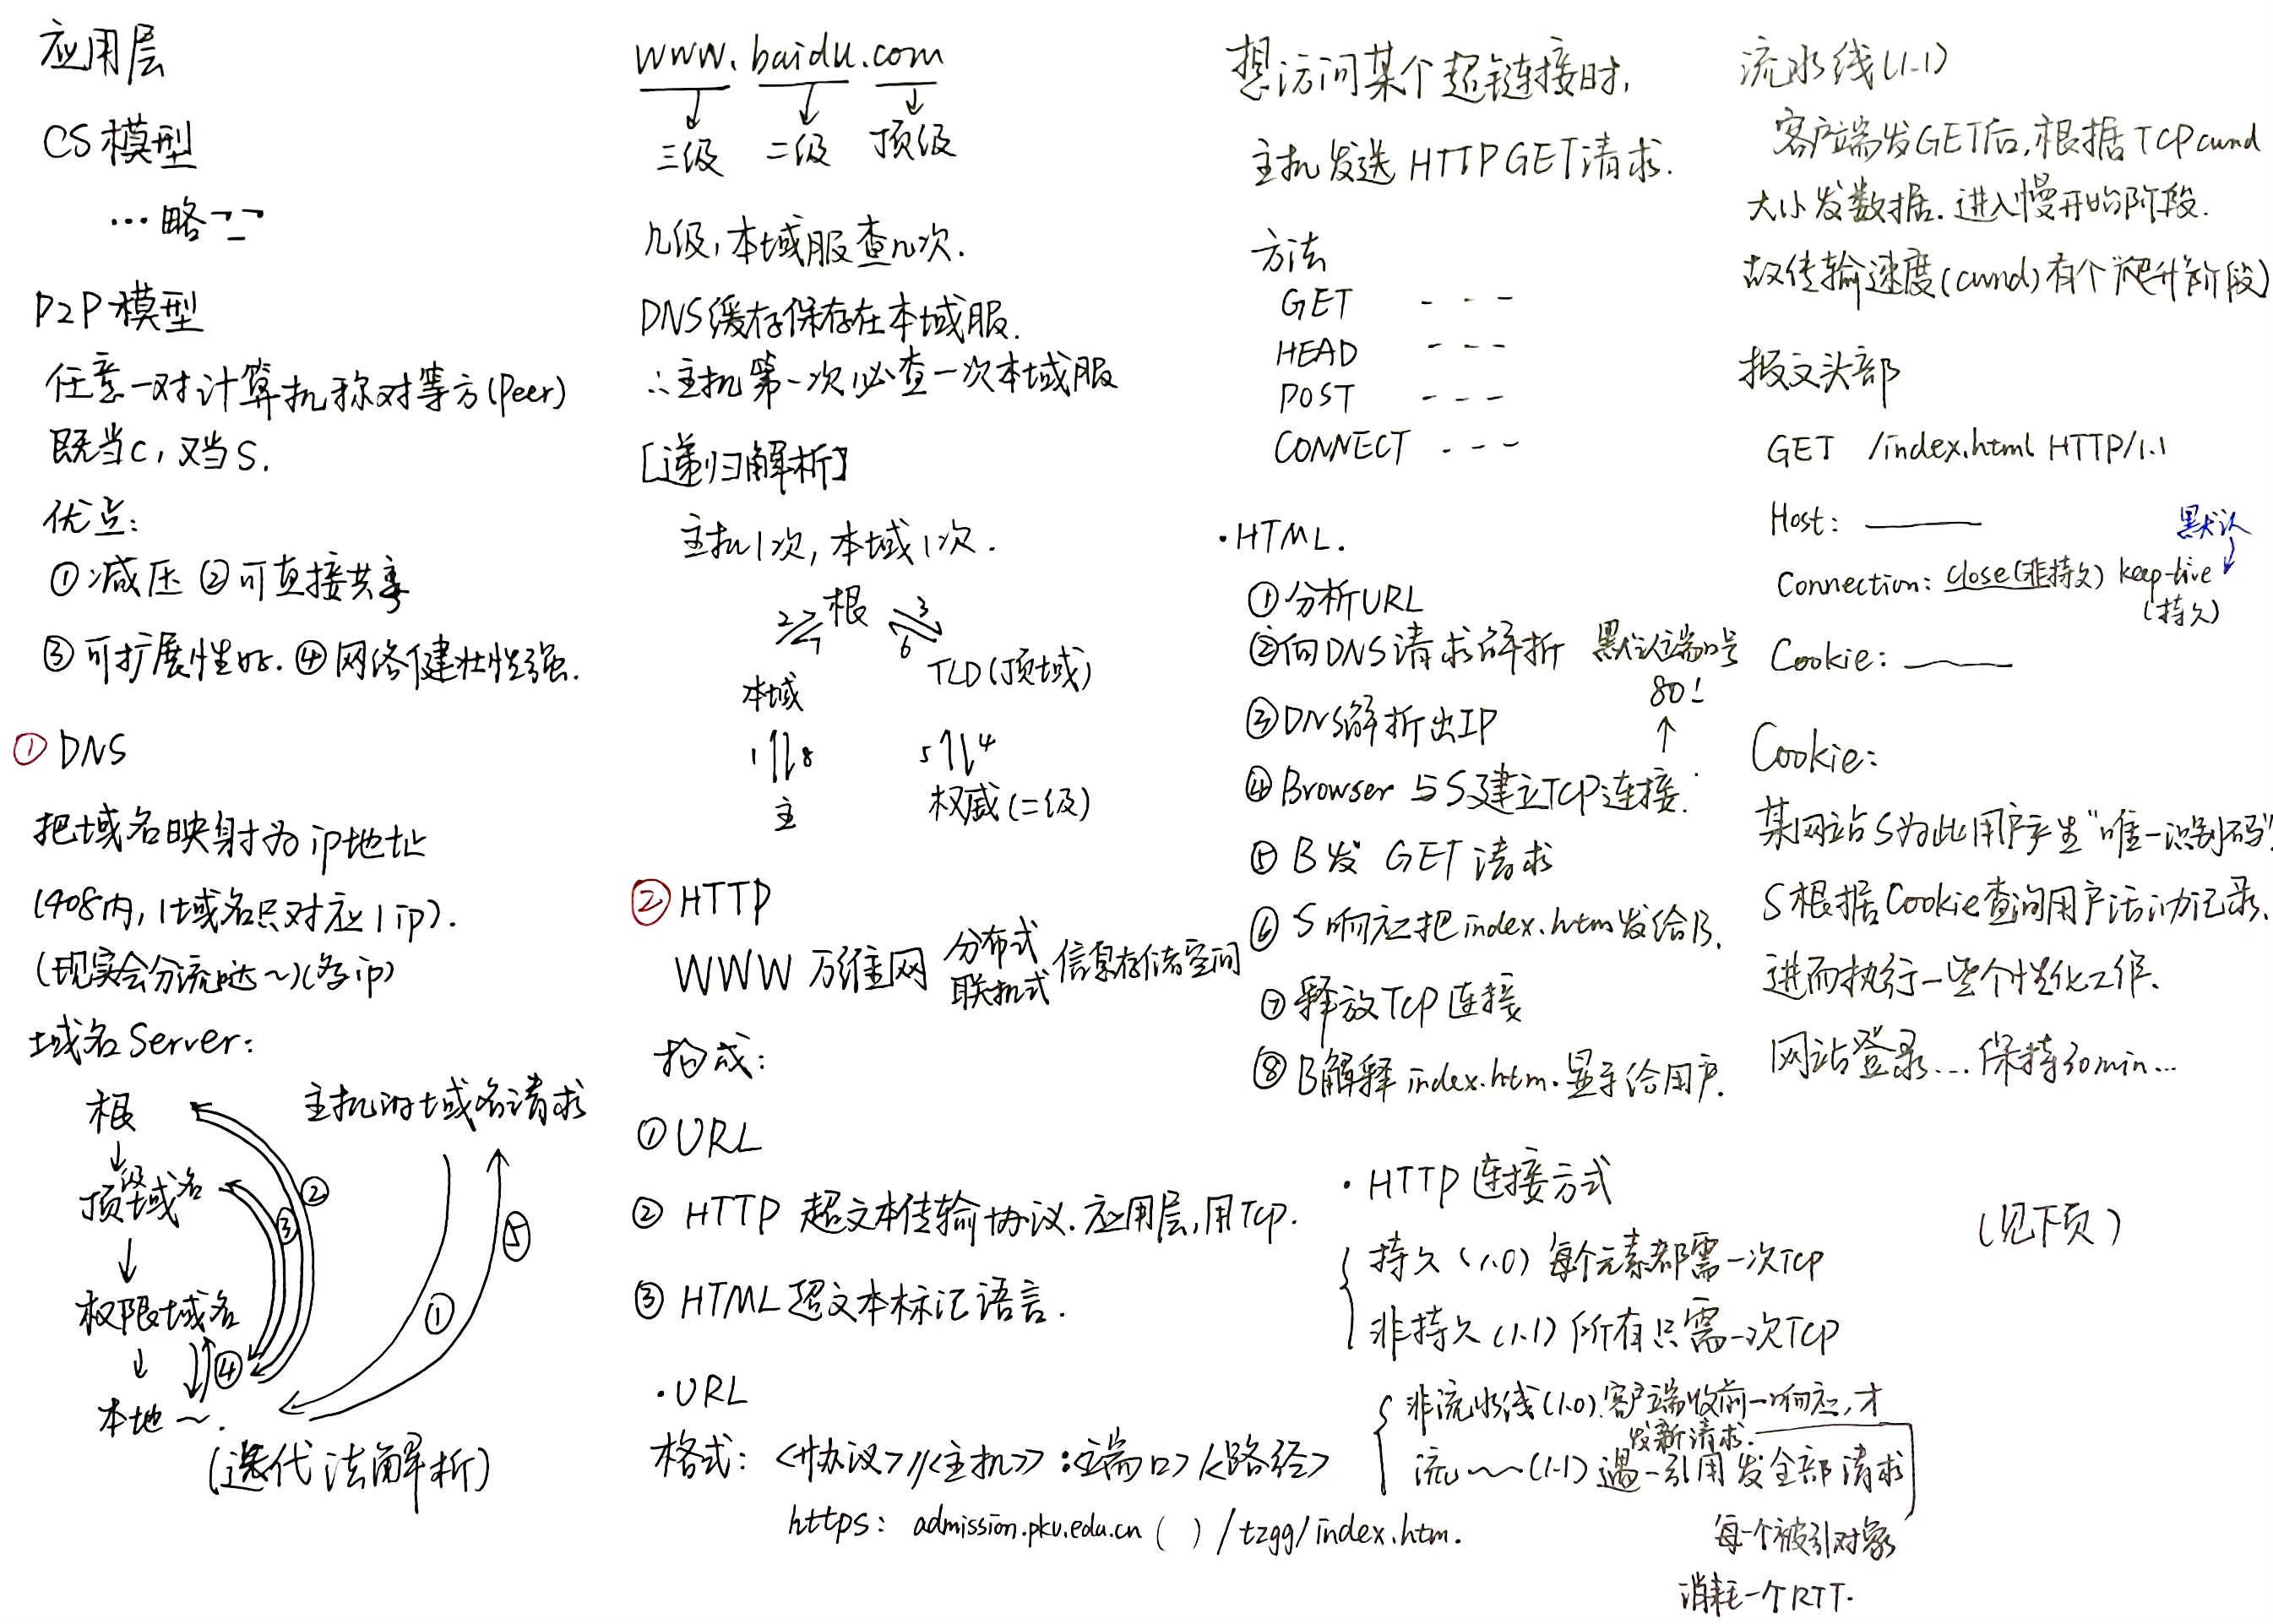 应用层
CS模型
…略
P2P模型
任意一对计算机称对等方(Peer)
既当C,又当S.
优点:
①减压 ②可直接共享
③可扩展性好. ④网络健壮性强.
① DNS
把域名映射为ip地址
(408内,1域名只对应1ip).
(现实会分流哒~)(多ip)
域名Server:
根
主机的域名请求
顶级域名
权限域名
本地~.
① ② ③ ④ ⑤
(迭代法解析)
www.baidu.com
三级 二级 顶级
几级,本域服查几次.
DNS缓存保存在本域服.
∴主机第一次必查一次本域服
[递归解析]
主机1次,本域1次.
2 7 根 3 6
TLD(顶域)
本域
1 8 5 4
主 权威(二级)
② HTTP
WWW 万维网 分布式 联机式 信息存储空间
构成:
①URL
② HTTP 超文本传输协议.应用层,用TCP.
③ HTML 超文本标记语言.
·URL
格式: <协议>//<主机>:<端口>/<路径>
https: admission.pku.edu.cn ( ) /tzgg/index.htm.
想访问某个超链接时,
主机发送 HTTP GET请求.
方法
GET - - -
HEAD - - -
POST - - -
CONNECT - - -
·HTML.
①分析URL
②向DNS请求解析
③DNS解析出IP
默认端口号
80!
④Browser 与S建立TCP连接.
⑤ B发 GET 请求
⑥ S响应把index.htm发给B.
⑦释放TCP连接
⑧B解释index.htm.显示给用户.
·HTTP 连接方式
持久(1.0) 每个元素都需一次TCP
非持久(1.1) 所有只需一次TCP
非流水线(1.0).客户端收前一响应,才
发新请求.
流~~(1.1) 遇一引用发全部请求
每一个被引对象
消耗一个RTT.
流水线(1.1)
客户端发GET后,根据TCP cwnd
大小发数据.进入慢开始阶段.
故传输速度(cwnd)有个"爬升"阶段)
报文头部
GET /index.html HTTP/1.1
Host:
默认
Connection: close(非持久) keep-live
(持久)
Cookie:
Cookie:
某网站S为此用户产生"唯一识别码".
S根据Cookie查询用户活动记录.
进而执行一些个性化工作.
网站登录…保持30min…
(见下页)